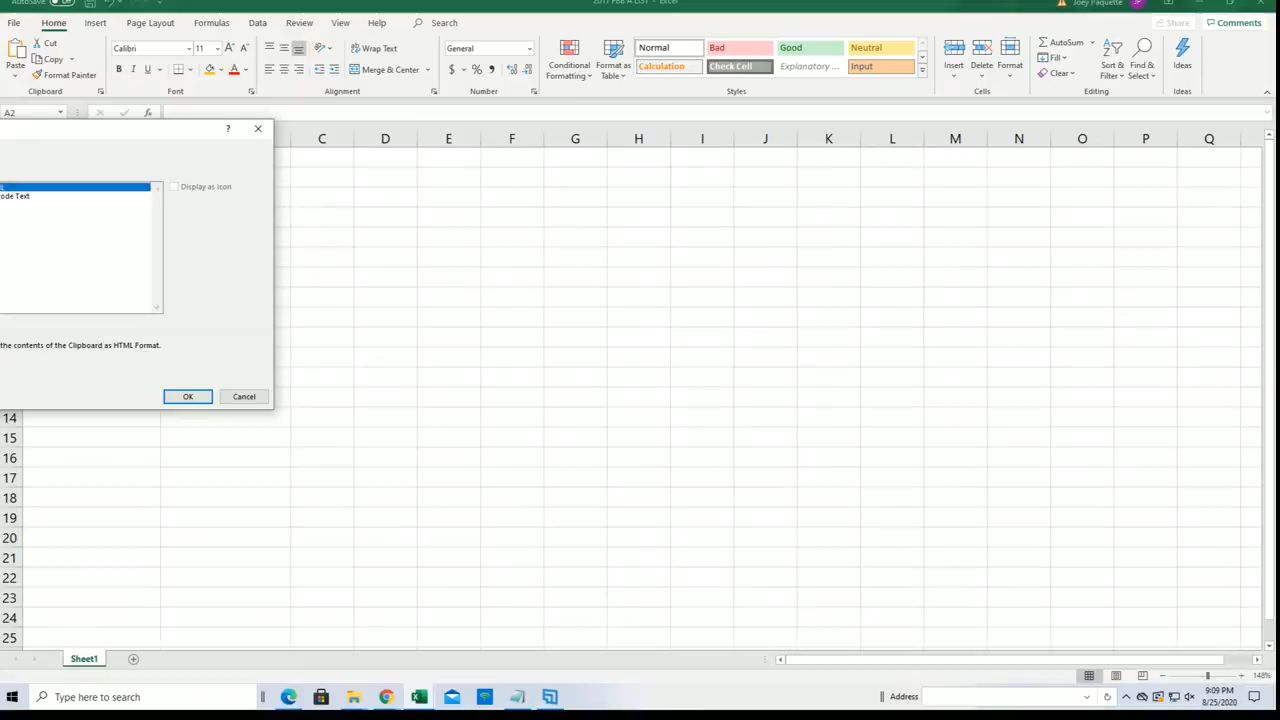 AutoSave
2017 PBB A LIST - Excel
Joey Paquette
File Home Insert Page Layout Formulas Data Review View Help Search Share Comments
Paste
Cut
Copy
Format Painter
Clipboard
Calibri 11
B I U
Font
Wrap Text
Merge & Center
Alignment
General
$ % 9
Number
Conditional Formatting
Format as Table
Normal Bad Good Neutral
Calculation Check Cell Explanatory ... Input
Styles
Insert Delete Format
Cells
AutoSum
Fill
Clear
Sort & Filter
Find & Select
Editing
Ideas
Ideas
A2 fx
C D E F G H I J K L M N O P Q
?
Display as icon
ode Text
the contents of the Clipboard as HTML Format.
OK Cancel
14
15
16
17
18
19
20
21
22
23
24
25
Sheet1
148%
Type here to search
Address
9:09 PM
8/25/2020